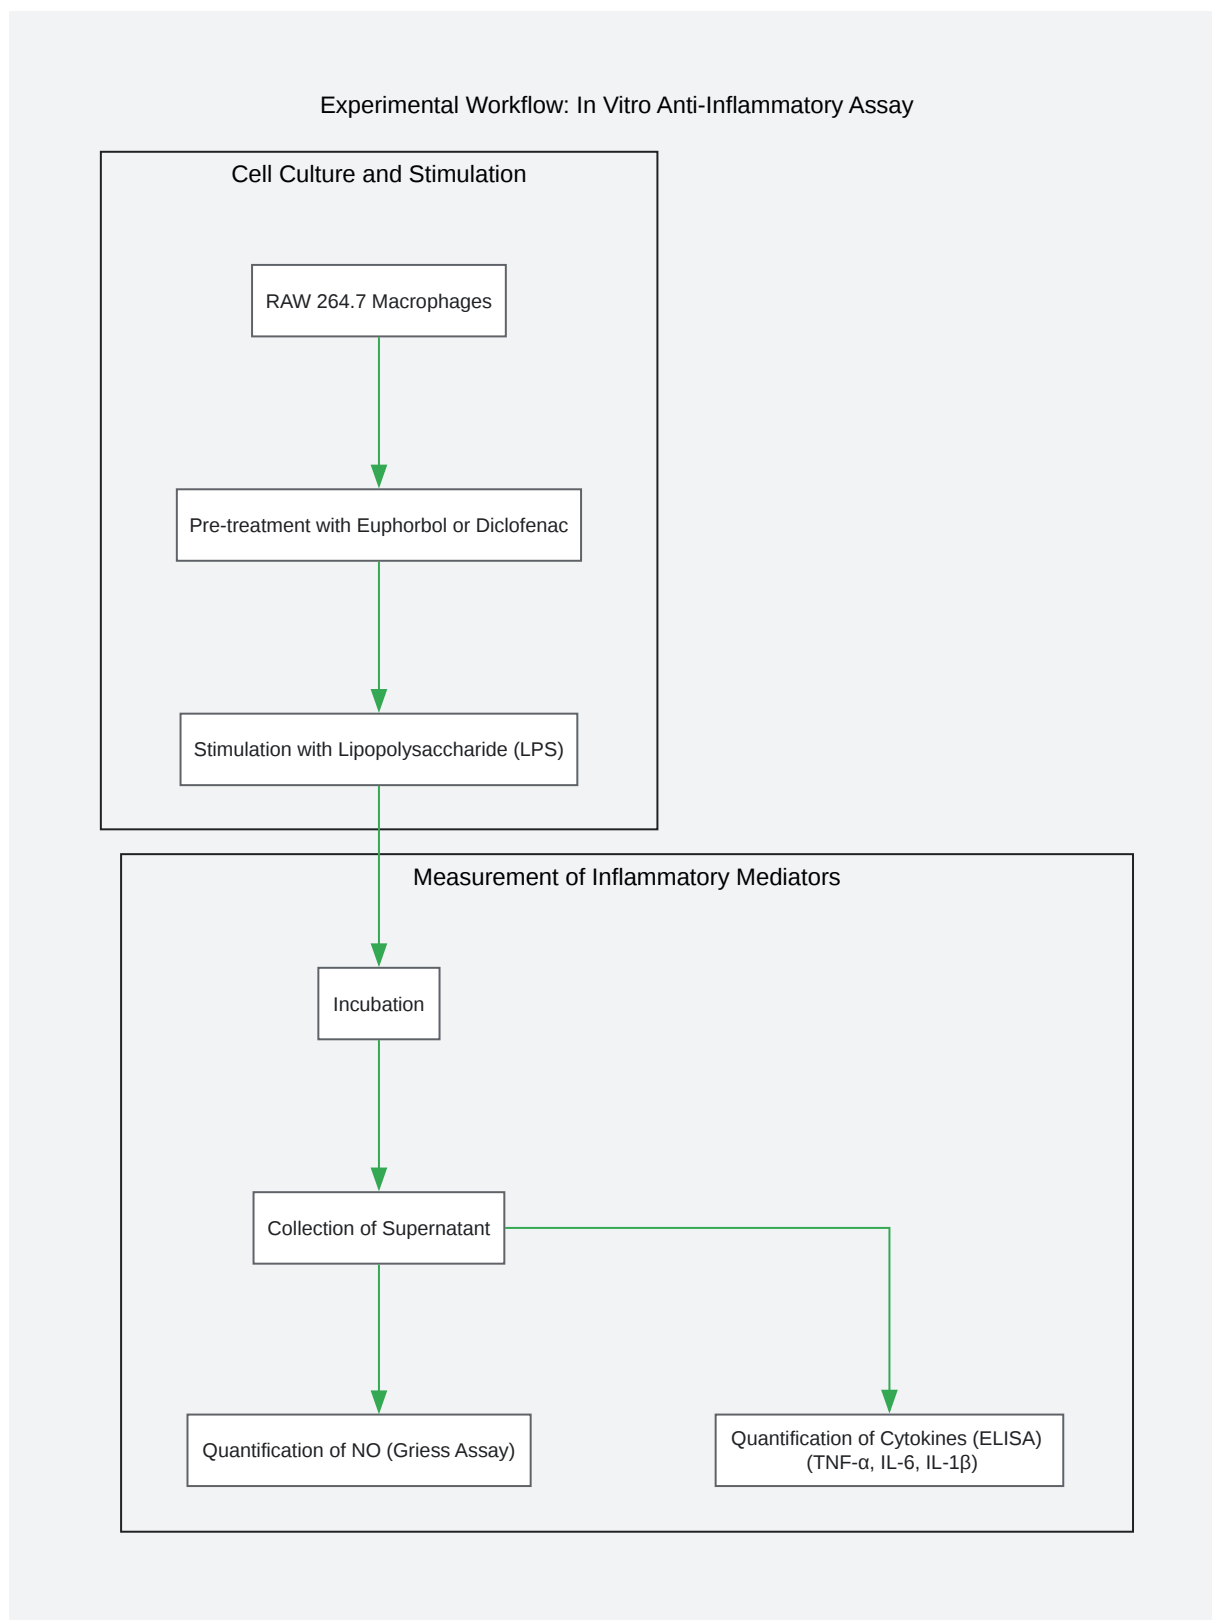 Experimental Workflow: In Vitro Anti-Inflammatory Assay
Cell Culture and Stimulation
RAW 264.7 Macrophages
Pre-treatment with Euphorbol or Diclofenac
Stimulation with Lipopolysaccharide (LPS)
Measurement of Inflammatory Mediators
Incubation
Collection of Supernatant
Quantification of NO (Griess Assay)
Quantification of Cytokines (ELISA)
(TNF-α, IL-6, IL-1β)